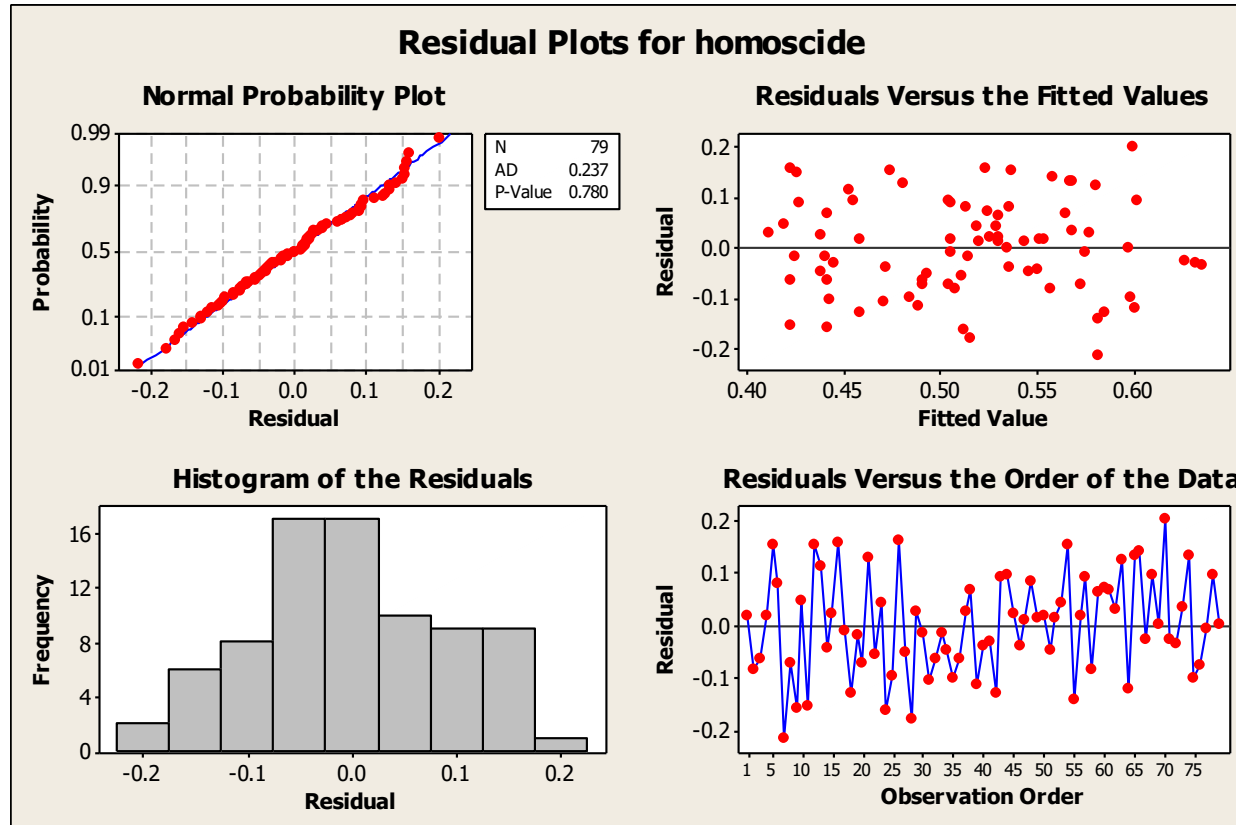 Residual Plots for homoscide
Normal Probability Plot
Probability
0.99
0.9
0.5
0.1
0.01
-0.2 -0.1 0.0 0.1 0.2
Residual
N 79
AD 0.237
P-Value 0.780
Residuals Versus the Fitted Values
Residual
0.2
0.1
0.0
-0.1
-0.2
0.40 0.45 0.50 0.55 0.60
Fitted Value
Histogram of the Residuals
Frequency
16
12
8
4
0
-0.2 -0.1 0.0 0.1 0.2
Residual
Residuals Versus the Order of the Data
Residual
0.2
0.1
0.0
-0.1
-0.2
1 5 10 15 20 25 30 35 40 45 50 55 60 65 70 75
Observation Order